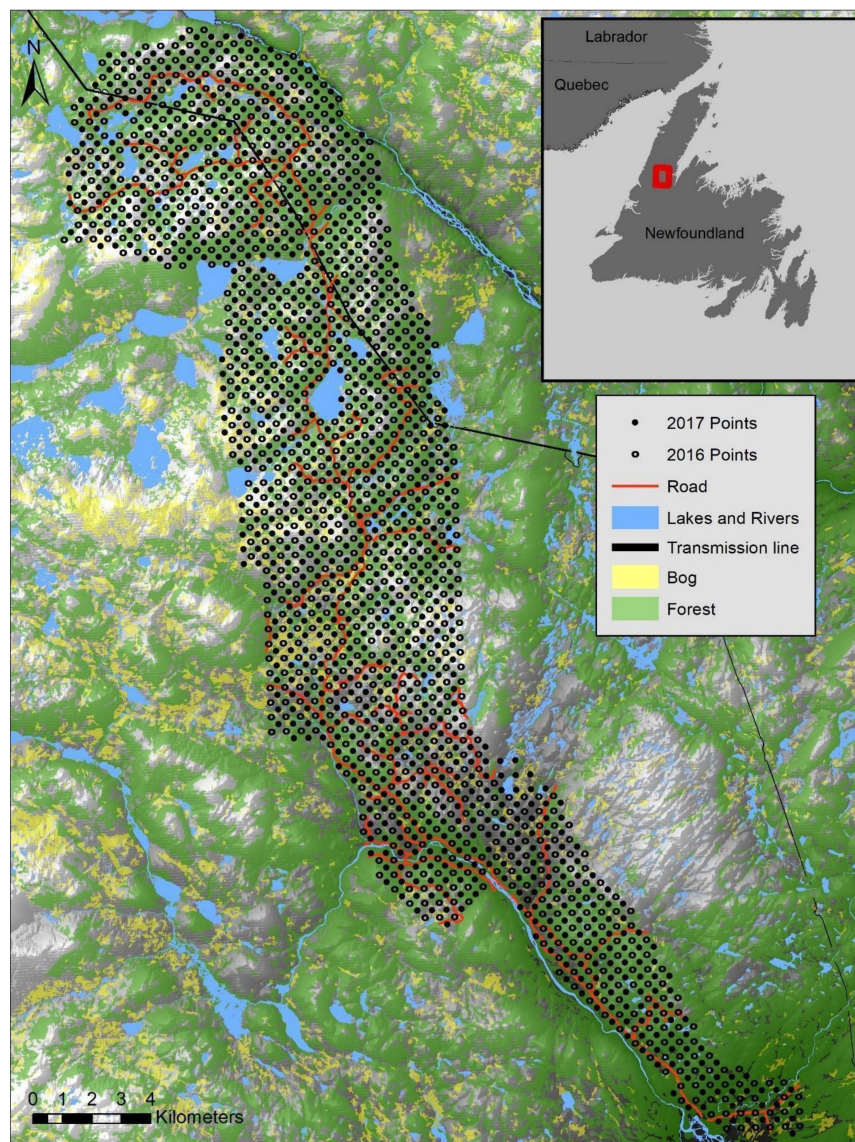 N
Labrador
Quebec
Newfoundland
2017 Points
2016 Points
Road
Lakes and Rivers
Transmission line
Bog
Forest
0 1 2 3 4
Kilometers